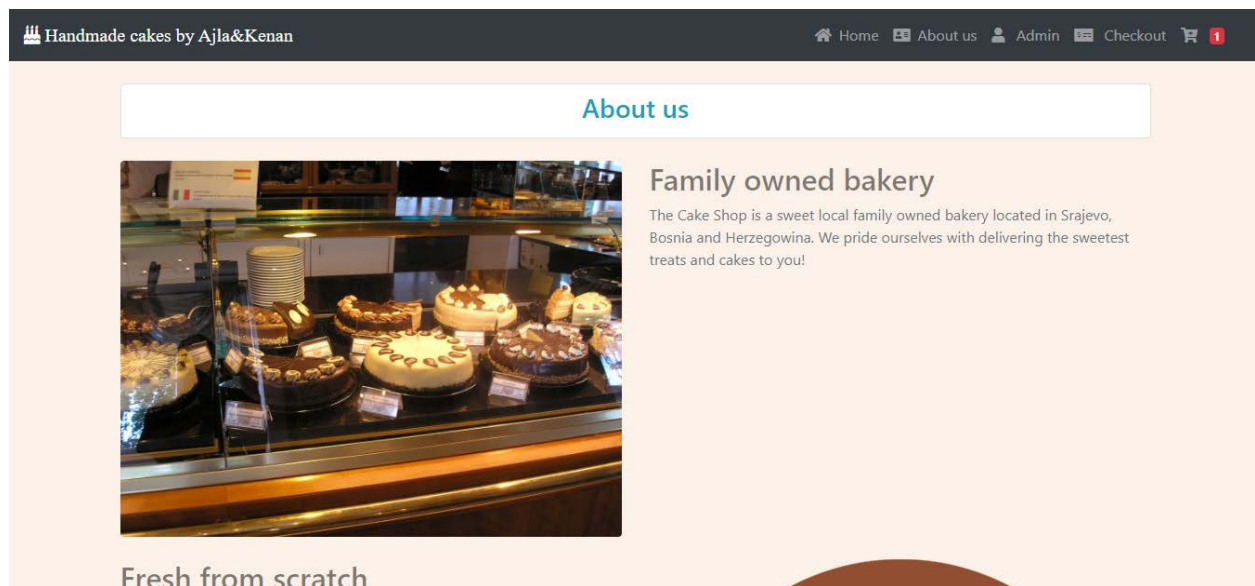 Handmade cakes by Ajla&Kenan
Home About us Admin Checkout 1
About us
Family owned bakery
The Cake Shop is a sweet local family owned bakery located in Srajevo,
Bosnia and Herzegowina. We pride ourselves with delivering the sweetest
treats and cakes to you!
Fresh from scratch